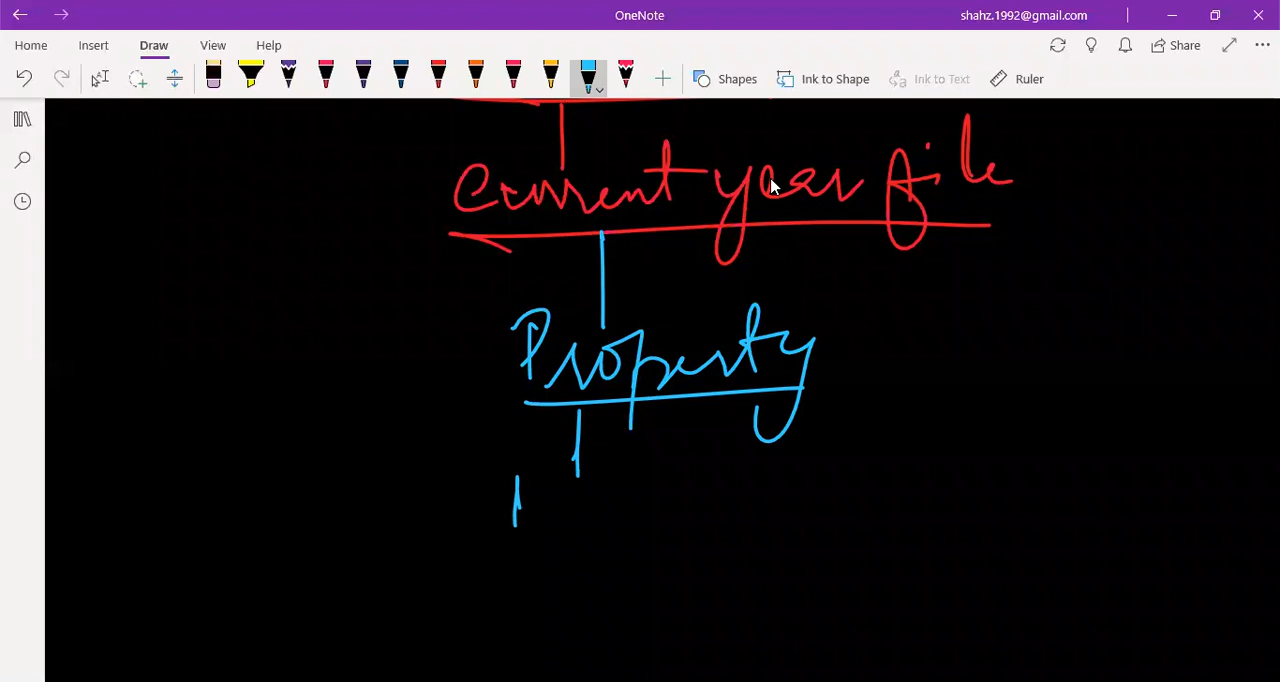 OneNote
shahz.1992@gmail.com
Home Insert Draw View Help
Share
Shapes Ink to Shape Ink to Text Ruler
Current year file
Property